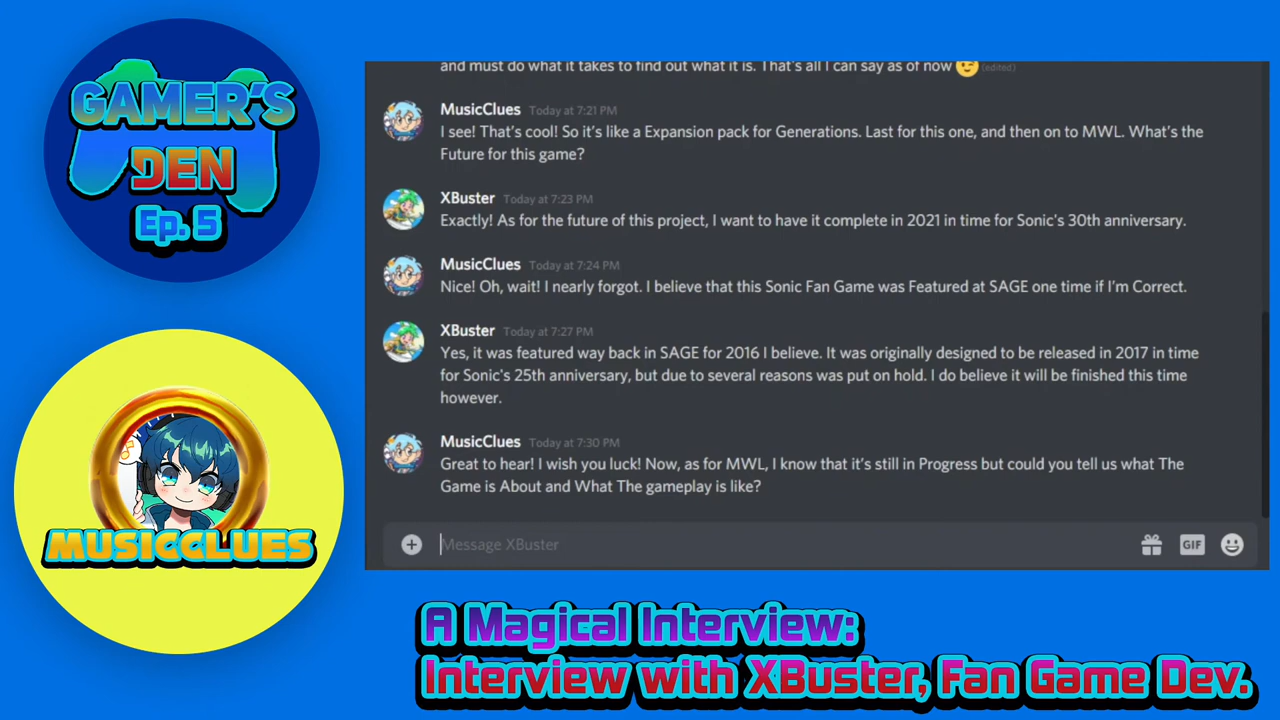 GAMER'S
DEN
Ep. 5
MUSICCLUES
and must do what it takes to find out what it is. That's all I can say as of now 😉 (edited)
MusicClues Today at 7:21 PM
I see! That's cool! So it's like a Expansion pack for Generations. Last for this one, and then on to MWL. What's the
Future for this game?
XBuster Today at 7:23 PM
Exactly! As for the future of this project, I want to have it complete in 2021 in time for Sonic's 30th anniversary.
MusicClues Today at 7:24 PM
Nice! Oh, wait! I nearly forgot. I believe that this Sonic Fan Game was Featured at SAGE one time if I'm Correct.
XBuster Today at 7:27 PM
Yes, it was featured way back in SAGE for 2016 I believe. It was originally designed to be released in 2017 in time
for Sonic's 25th anniversary, but due to several reasons was put on hold. I do believe it will be finished this time
however.
MusicClues Today at 7:30 PM
Great to hear! I wish you luck! Now, as for MWL, I know that it's still in Progress but could you tell us what The
Game is About and What The gameplay is like?
Message XBuster
GIF
A Magical Interview:
Interview with XBuster, Fan Game Dev.